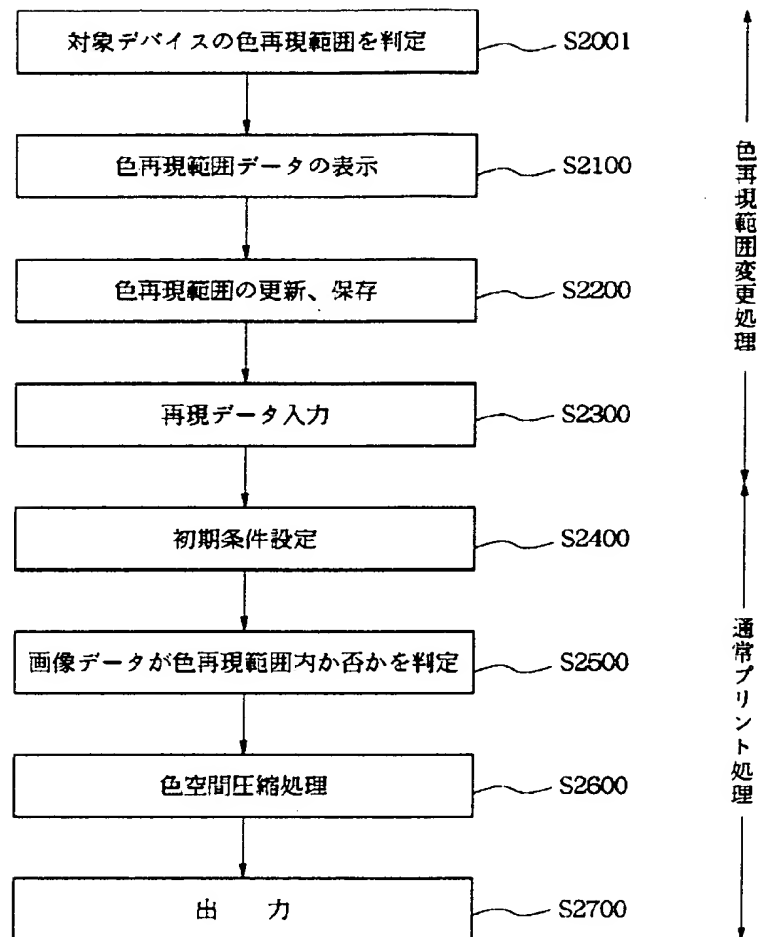 対象デバイスの色再現範囲を判定
S2001
色再現範囲データの表示
S2100
色再現範囲の更新、保存
S2200
再現データ入力
S2300
初期条件設定
S2400
画像データが色再現範囲内か否かを判定
S2500
色空間圧縮処理
S2600
出 力
S2700
色再現範囲変更処理
通常プリント処理